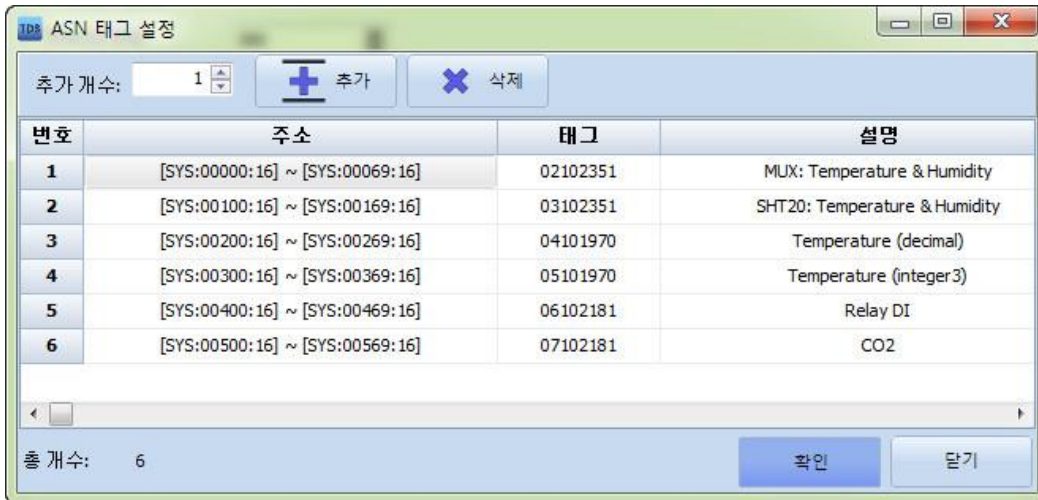 TDS ASN 태그 설정
추가 개수: 1 추가 삭제
번호 주소 태그 설명
1 [SYS:00000:16] ~ [SYS:00069:16] 02102351 MUX: Temperature & Humidity
2 [SYS:00100:16] ~ [SYS:00169:16] 03102351 SHT20: Temperature & Humidity
3 [SYS:00200:16] ~ [SYS:00269:16] 04101970 Temperature (decimal)
4 [SYS:00300:16] ~ [SYS:00369:16] 05101970 Temperature (integer3)
5 [SYS:00400:16] ~ [SYS:00469:16] 06102181 Relay DI
6 [SYS:00500:16] ~ [SYS:00569:16] 07102181 CO2
총 개수: 6 확인 닫기